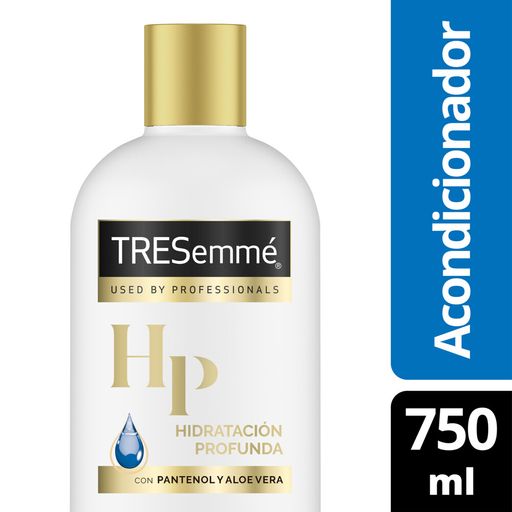 TRESemmé®
USED BY PROFESSIONALS
HP
HIDRATACIÓN
PROFUNDA
CON PANTENOL Y ALOE VERA
Acondicionador
750
ml